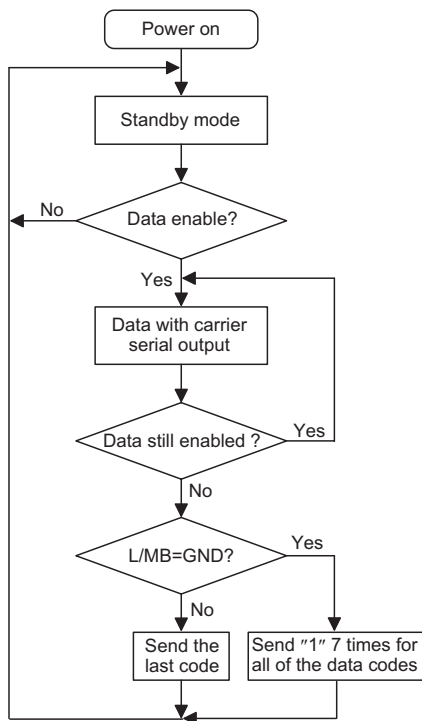 Power on
Standby mode
No
Data enable?
Yes
Data with carrier
serial output
Data still enabled ?
Yes
No
L/MB=GND?
Yes
No
Send the
last code
Send ″1″ 7 times for
all of the data codes